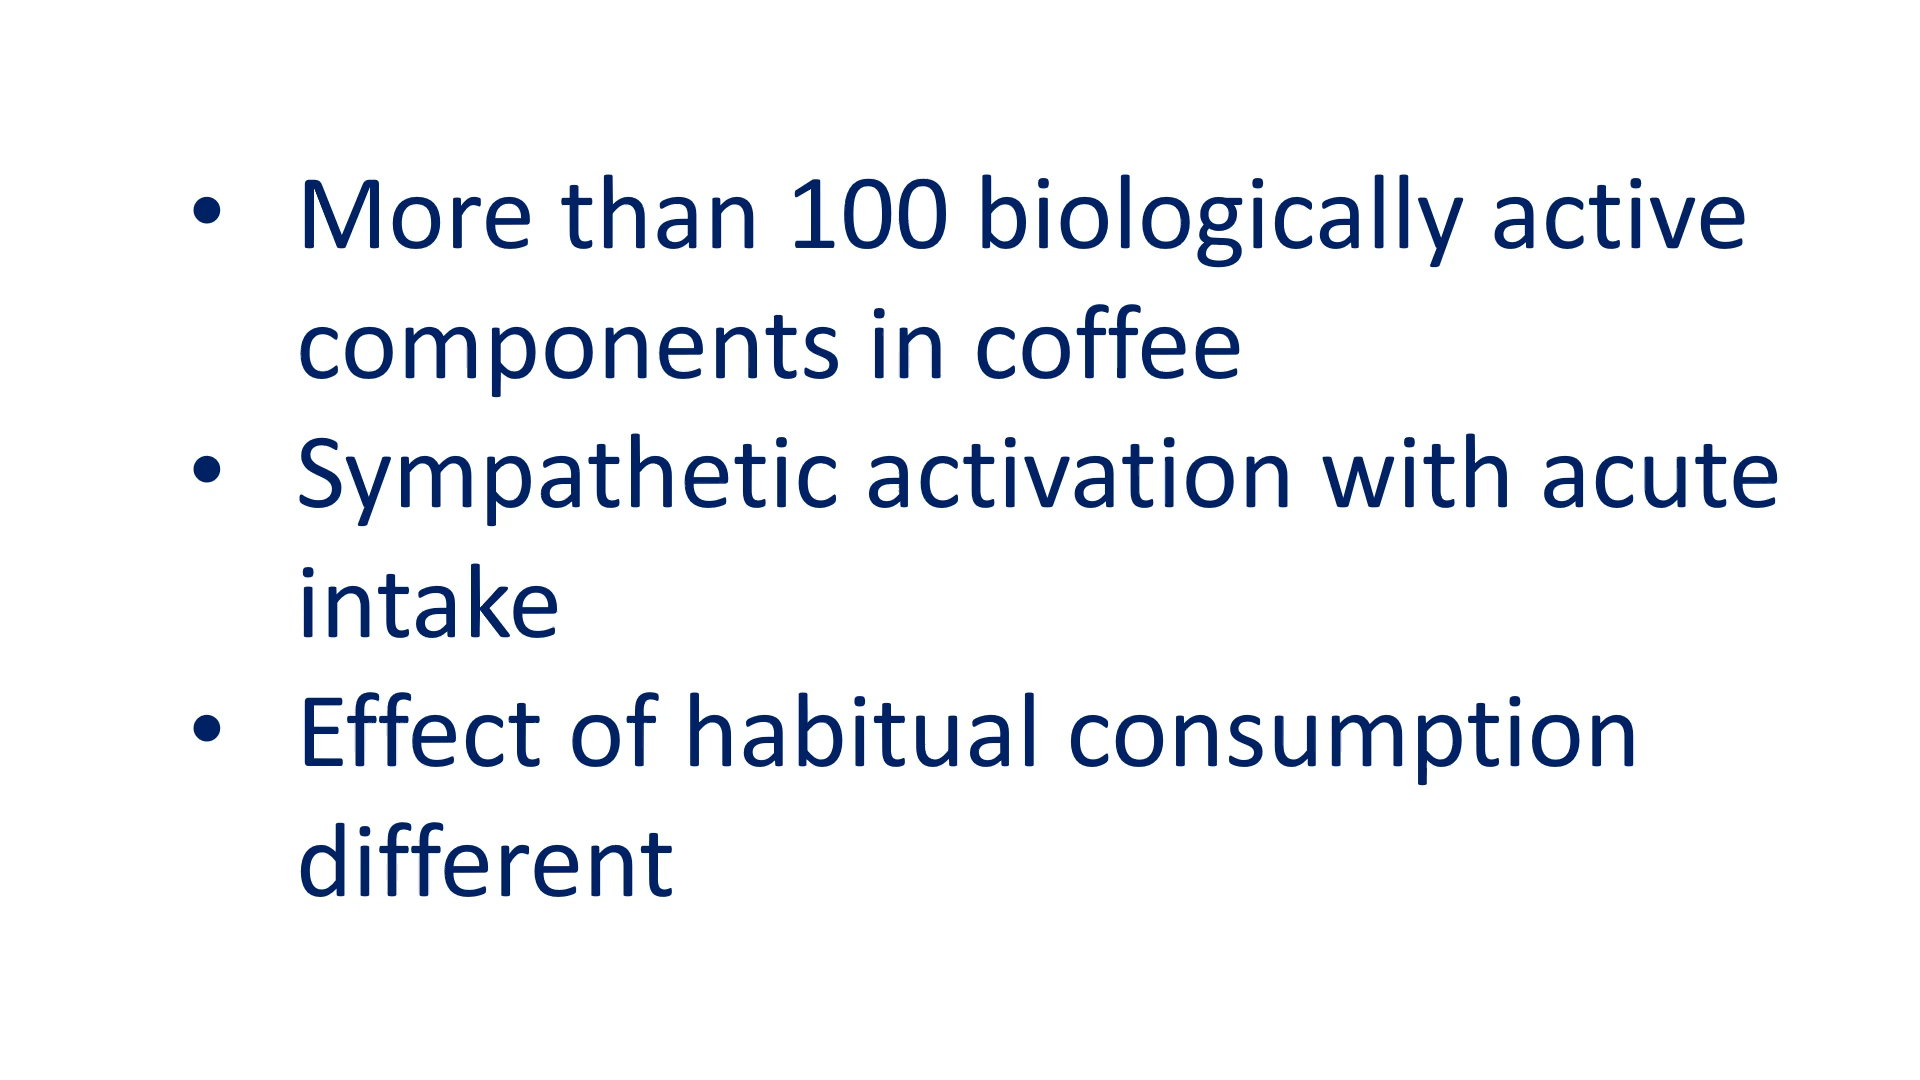 • More than 100 biologically active
components in coffee
• Sympathetic activation with acute
intake
• Effect of habitual consumption
different